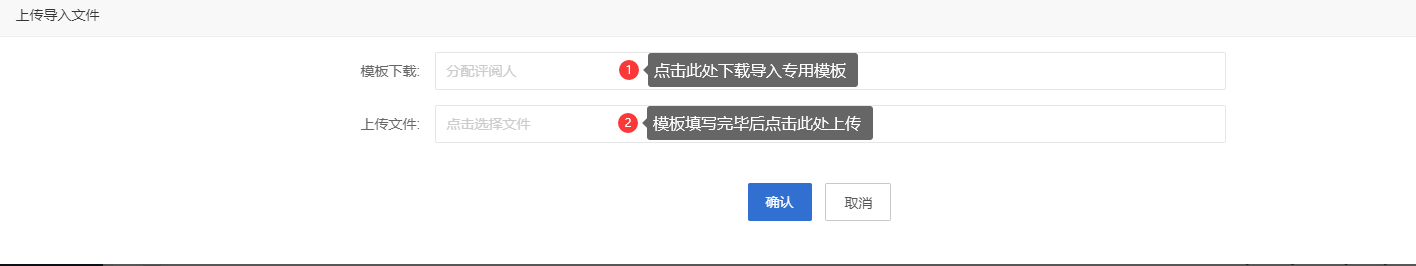 上传导入文件
模板下载: 分配评阅人 1 点击此处下载导入专用模板
上传文件: 点击选择文件 2 模板填写完毕后点击此处上传
确认 取消